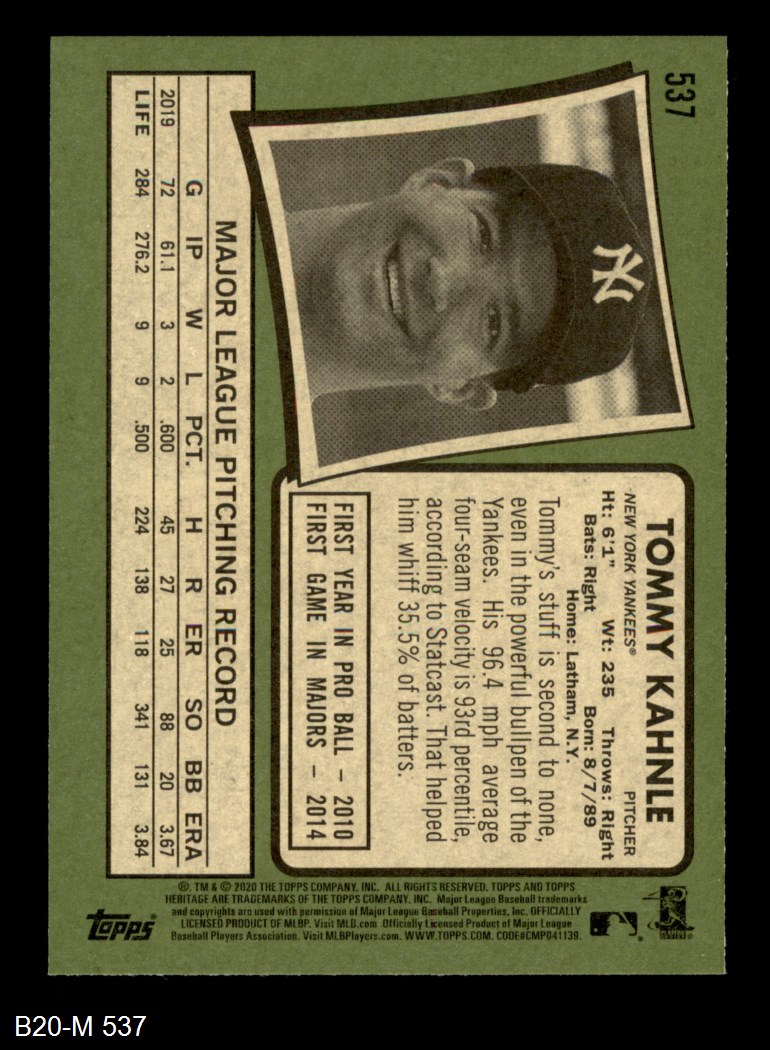 537
TOMMY KAHNLE
NEW YORK YANKEES® PITCHER
Ht: 6'1" Wt: 235 Throws: Right
Bats: Right Born: 8/7/89
Home: Latham, N.Y.
Tommy's stuff is second to none,
even in the powerful bullpen of the
Yankees. His 96.4 mph average
four-seam velocity is 93rd percentile,
according to Statcast. That helped
him whiff 35.5% of batters.
FIRST YEAR IN PRO BALL – 2010
FIRST GAME IN MAJORS – 2014
NY
MAJOR LEAGUE PITCHING RECORD
G IP W L PCT. H R ER SO BB ERA
2019 72 61.1 3 2 .600 45 27 25 88 20 3.67
LIFE 284 276.2 9 9 .500 224 138 118 341 131 3.84
®, TM & © 2020 THE TOPPS COMPANY, INC. ALL RIGHTS RESERVED. TOPPS AND TOPPS
HERITAGE ARE TRADEMARKS OF THE TOPPS COMPANY, INC. Major League Baseball trademarks
and copyrights are used with permission of Major League Baseball Properties, Inc. OFFICIALLY
LICENSED PRODUCT OF MLBP. Visit MLB.com Officially Licensed Product of Major League
Baseball Players Association. Visit MLBPlayers.com. WWW.TOPPS.COM. CODE#CMP041139.
TOPPS®
B20-M 537